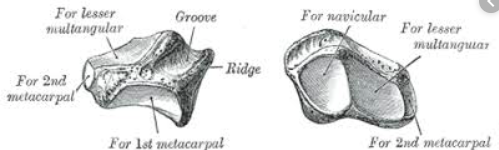 For lesser
multangular
Groove
Ridge
For 2nd
metacarpal
For 1st metacarpal
For navicular
For lesser
multangular
For 2nd metacarpal